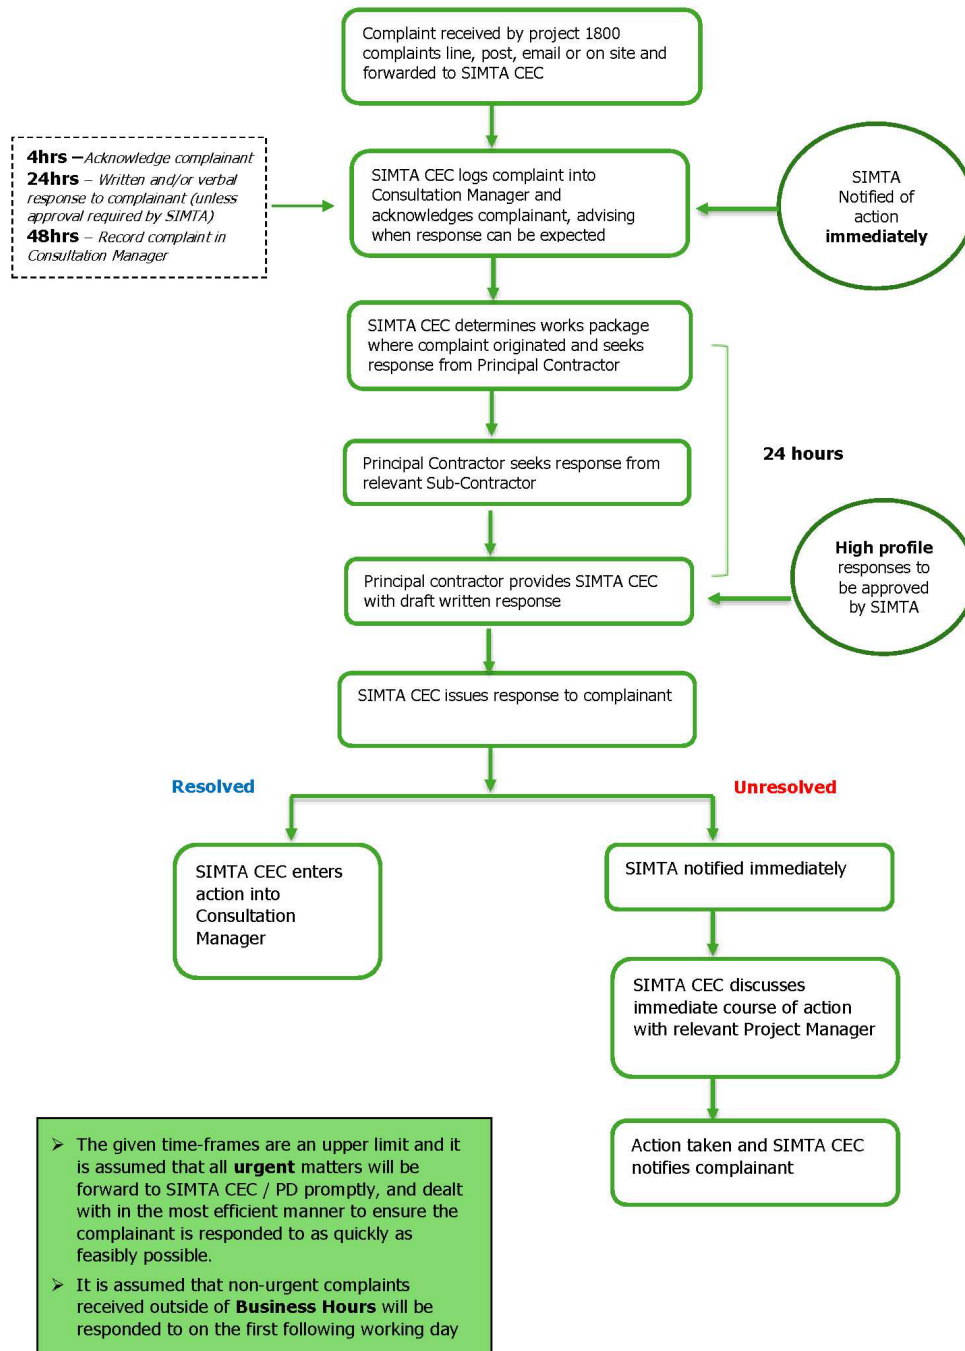 Complaint received by project 1800
complaints line, post, email or on site and
forwarded to SIMTA CEC
4hrs – Acknowledge complainant
24hrs – Written and/or verbal
response to complainant (unless
approval required by SIMTA)
48hrs – Record complaint in
Consultation Manager
SIMTA CEC logs complaint into
Consultation Manager and
acknowledges complainant, advising
when response can be expected
SIMTA
Notified of
action
immediately
SIMTA CEC determines works package
where complaint originated and seeks
response from Principal Contractor
24 hours
Principal Contractor seeks response from
relevant Sub-Contractor
High profile
responses to
be approved
by SIMTA
Principal contractor provides SIMTA CEC
with draft written response
SIMTA CEC issues response to complainant
Resolved
Unresolved
SIMTA CEC enters
action into
Consultation
Manager
SIMTA notified immediately
SIMTA CEC discusses
immediate course of action
with relevant Project Manager
Action taken and SIMTA CEC
notifies complainant
➢ The given time-frames are an upper limit and it
is assumed that all urgent matters will be
forward to SIMTA CEC / PD promptly, and dealt
with in the most efficient manner to ensure the
complainant is responded to as quickly as
feasibly possible.
➢ It is assumed that non-urgent complaints
received outside of Business Hours will be
responded to on the first following working day